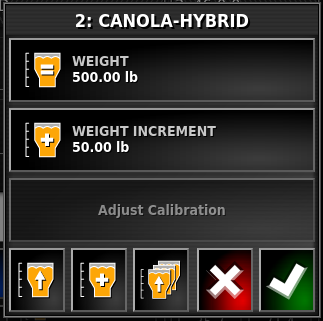 2: CANOLA-HYBRID
WEIGHT
500.00 lb
WEIGHT INCREMENT
50.00 lb
Adjust Calibration